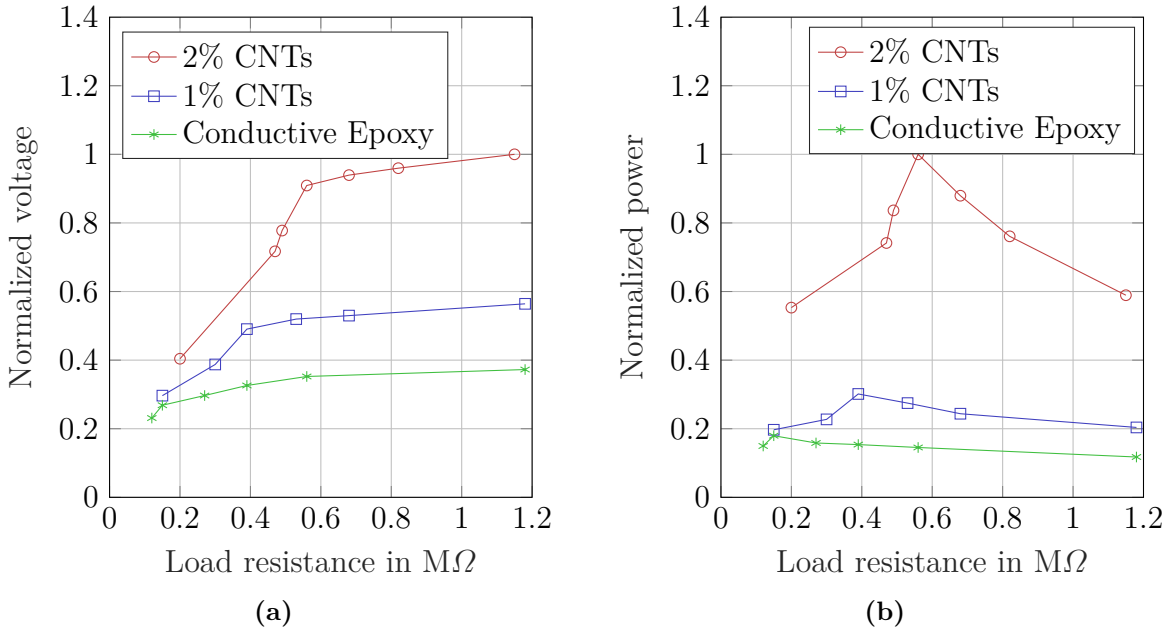 1.4
1.2
1
0.8
0.6
0.4
0.2
0
Normalized voltage
2% CNTs
1% CNTs
Conductive Epoxy
0 0.2 0.4 0.6 0.8 1 1.2
Load resistance in MΩ
(a)
1.4
1.2
1
0.8
0.6
0.4
0.2
0
Normalized power
2% CNTs
1% CNTs
Conductive Epoxy
0 0.2 0.4 0.6 0.8 1 1.2
Load resistance in MΩ
(b)